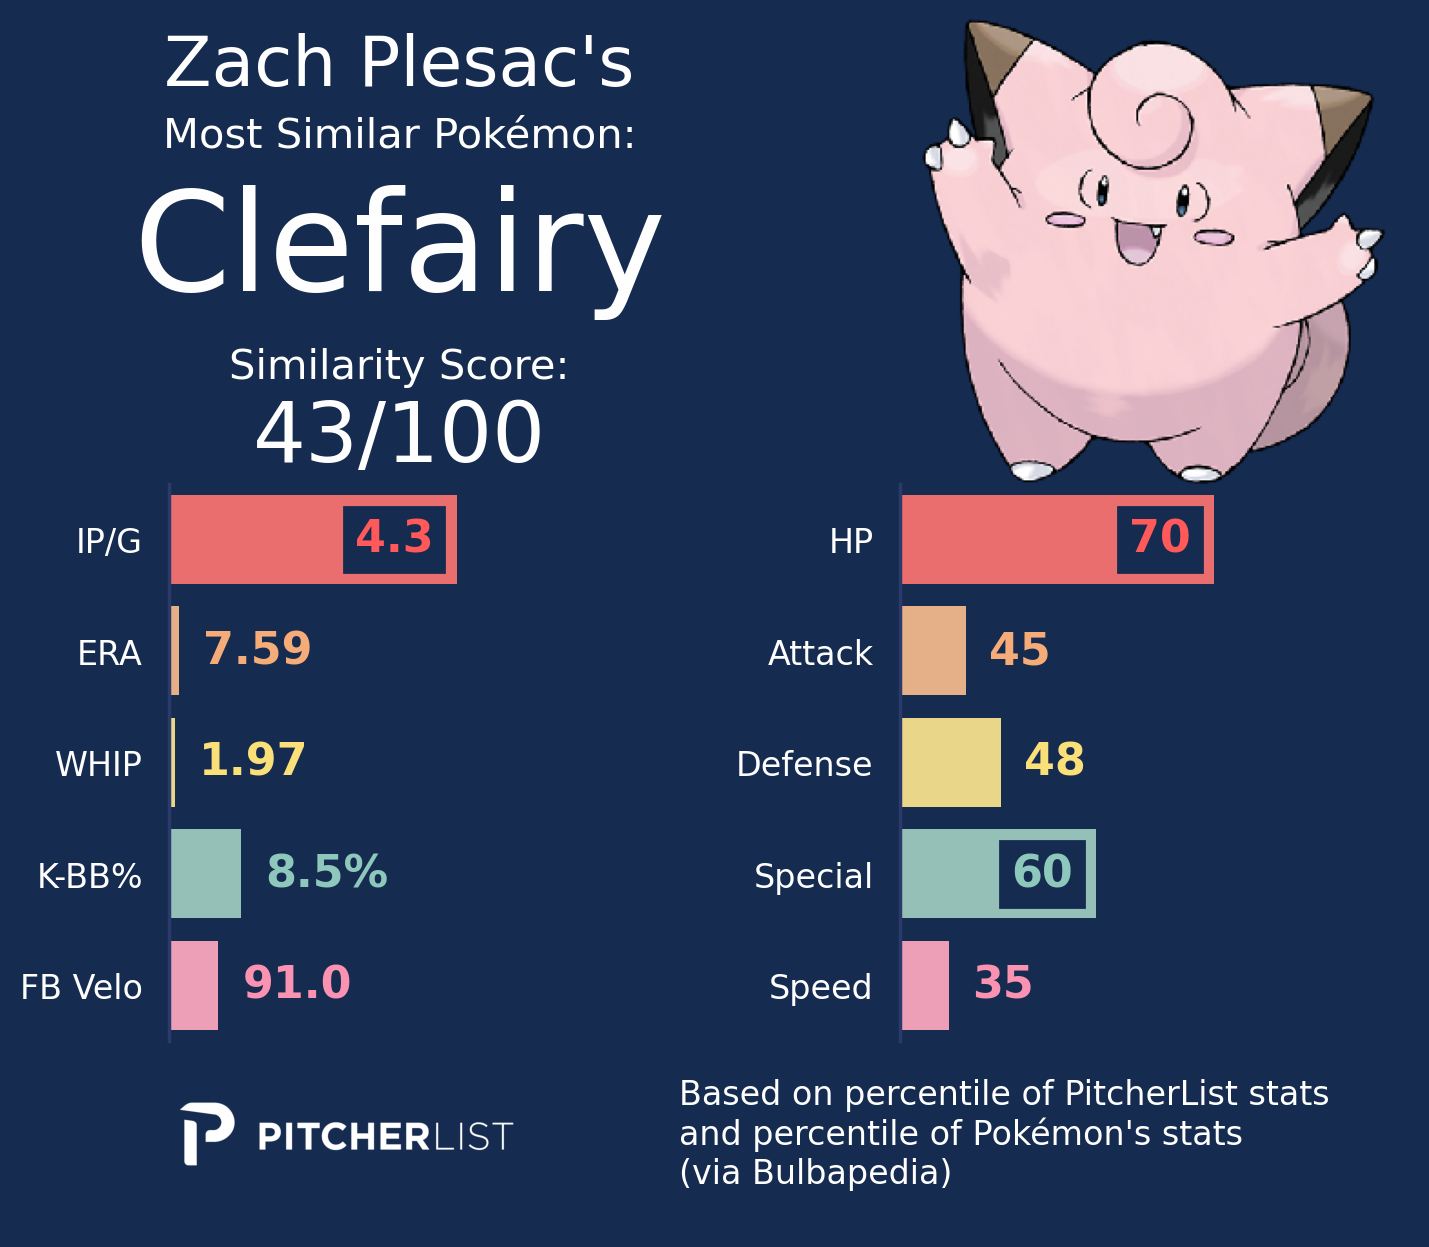 Zach Plesac's
Most Similar Pokémon:
Clefairy
Similarity Score:
43/100
IP/G 4.3
ERA 7.59
WHIP 1.97
K-BB% 8.5%
FB Velo 91.0
HP 70
Attack 45
Defense 48
Special 60
Speed 35
PITCHERLIST
Based on percentile of PitcherList stats
and percentile of Pokémon's stats
(via Bulbapedia)